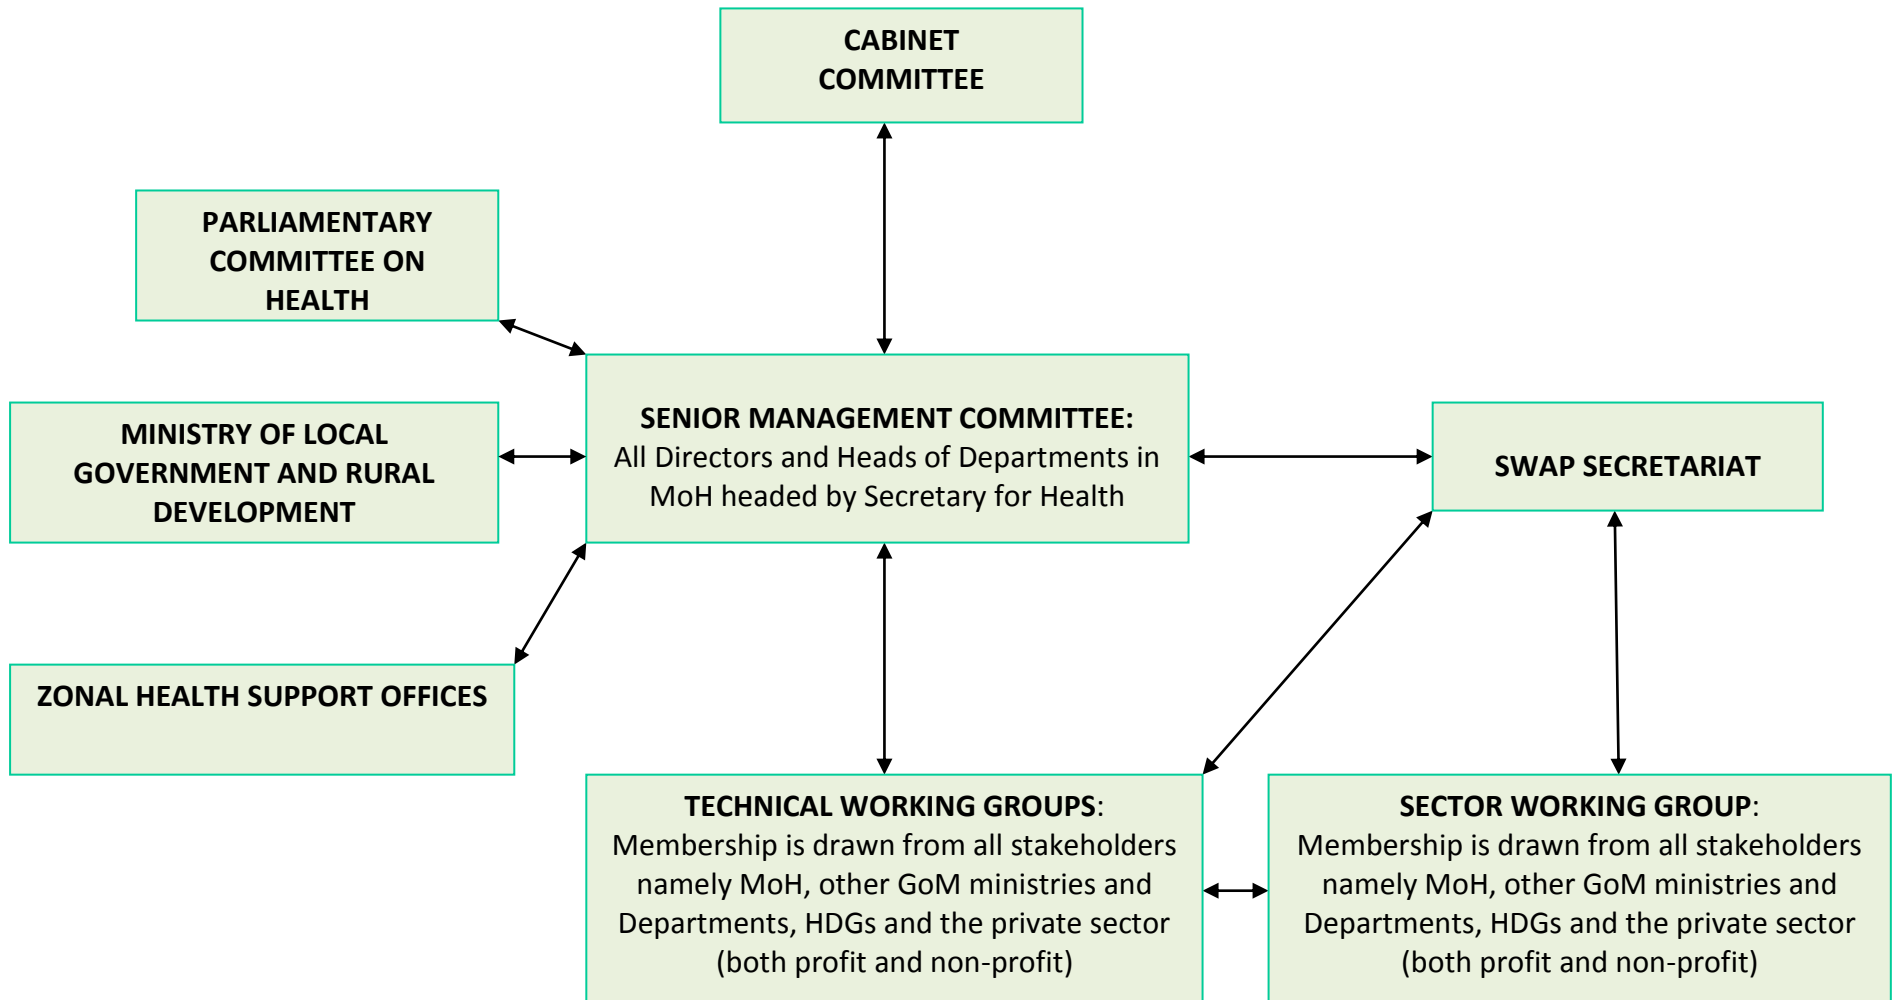 CABINET
COMMITTEE
PARLIAMENTARY
COMMITTEE ON
HEALTH
SENIOR MANAGEMENT COMMITTEE:
All Directors and Heads of Departments in
MoH headed by Secretary for Health
MINISTRY OF LOCAL
GOVERNMENT AND RURAL
DEVELOPMENT
SWAP SECRETARIAT
ZONAL HEALTH SUPPORT OFFICES
TECHNICAL WORKING GROUPS:
Membership is drawn from all stakeholders
namely MoH, other GoM ministries and
Departments, HDGs and the private sector
(both profit and non-profit)
SECTOR WORKING GROUP:
Membership is drawn from all stakeholders
namely MoH, other GoM ministries and
Departments, HDGs and the private sector
(both profit and non-profit)